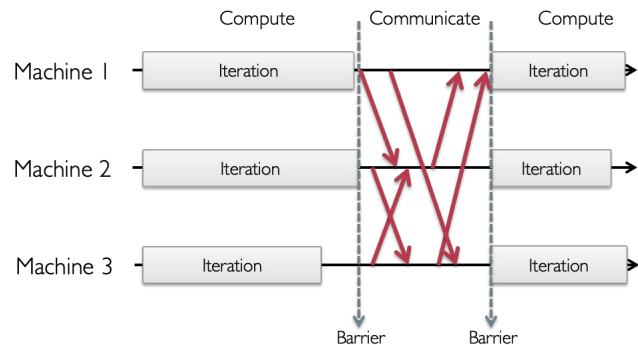 Compute Communicate Compute
Machine 1 Iteration Iteration
Machine 2 Iteration Iteration
Machine 3 Iteration Iteration
Barrier Barrier